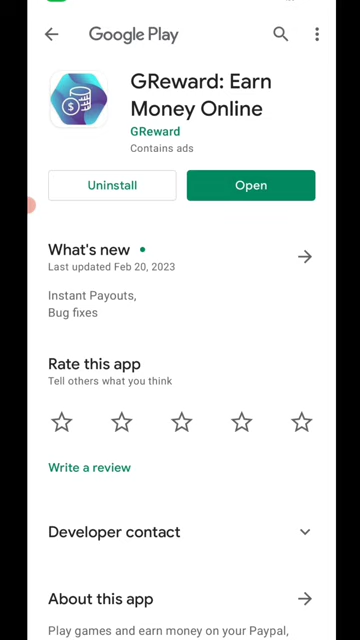 Google Play
GReward: Earn
Money Online
GReward
Contains ads
Uninstall
Open
What's new
Last updated Feb 20, 2023
Instant Payouts,
Bug fixes
Rate this app
Tell others what you think
Write a review
Developer contact
About this app
Play games and earn money on your Paypal,